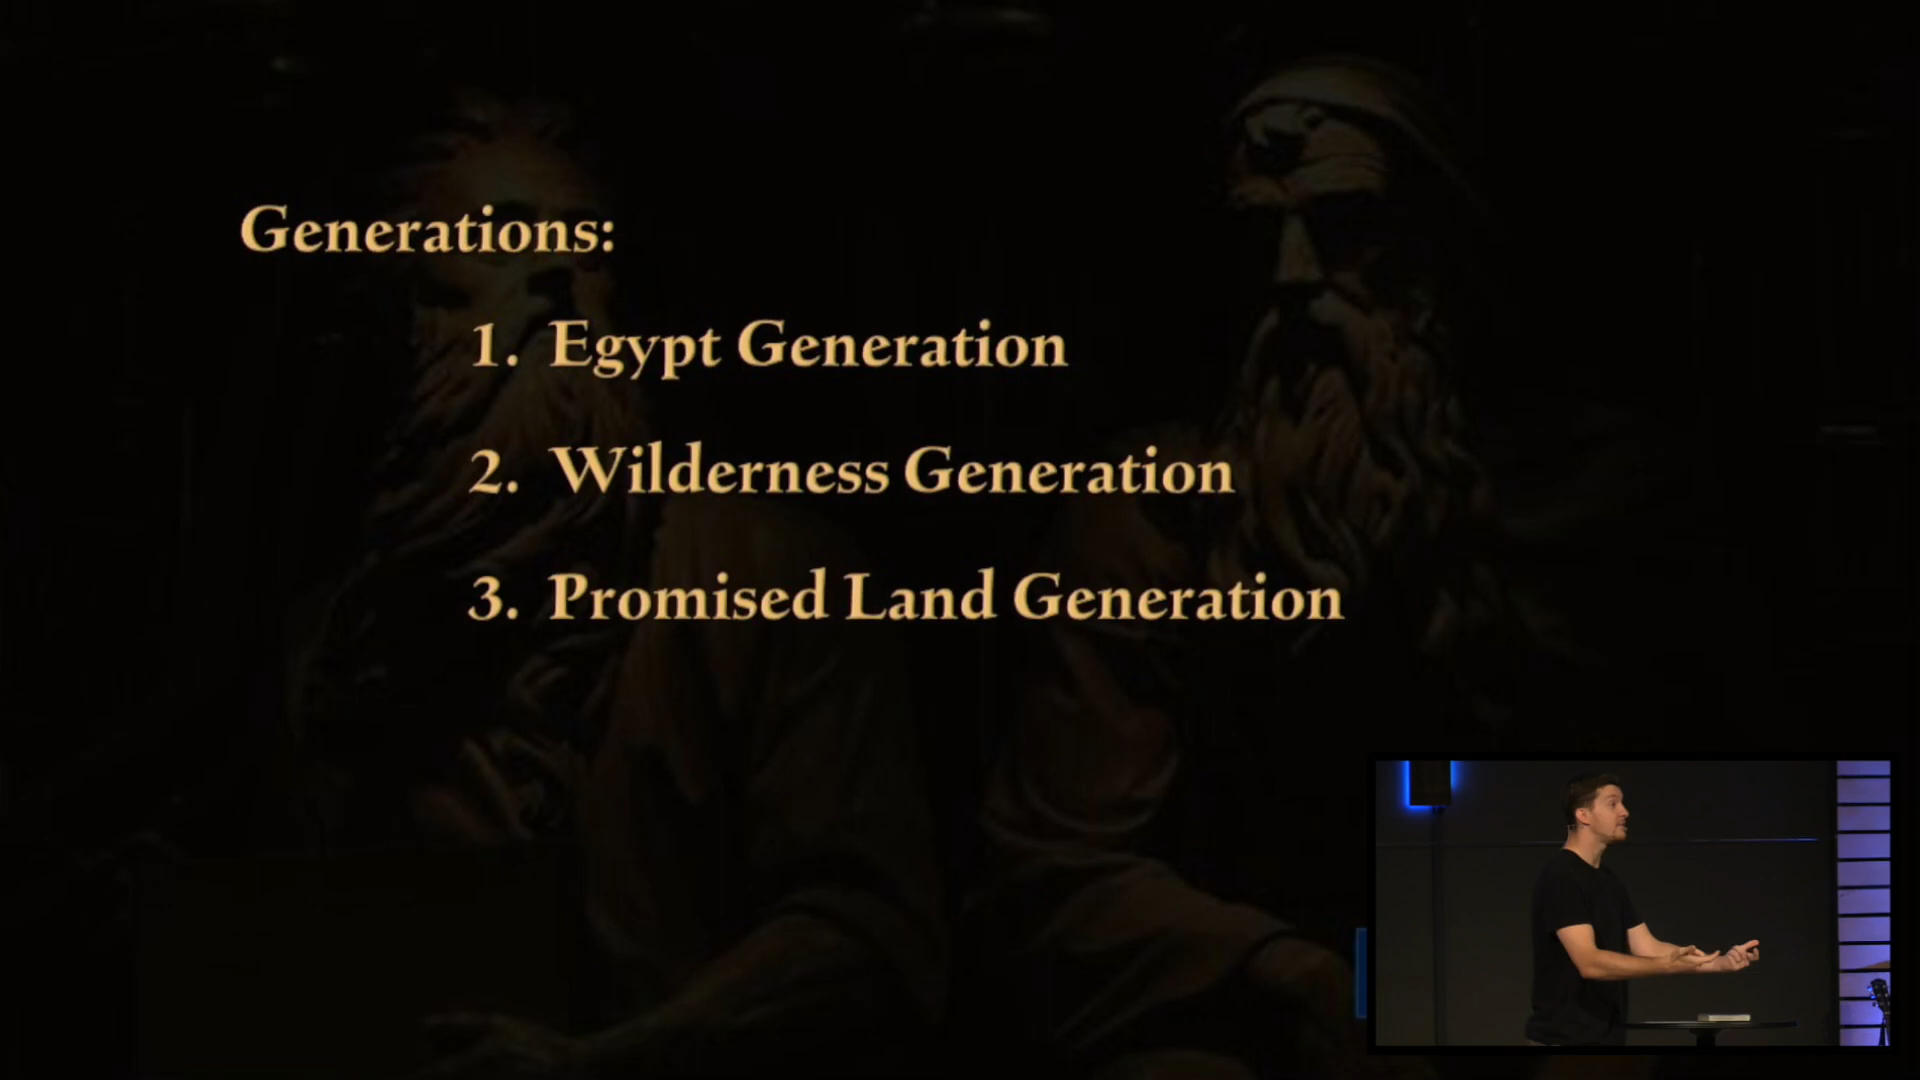 Generations:
1. Egypt Generation
2. Wilderness Generation
3. Promised Land Generation